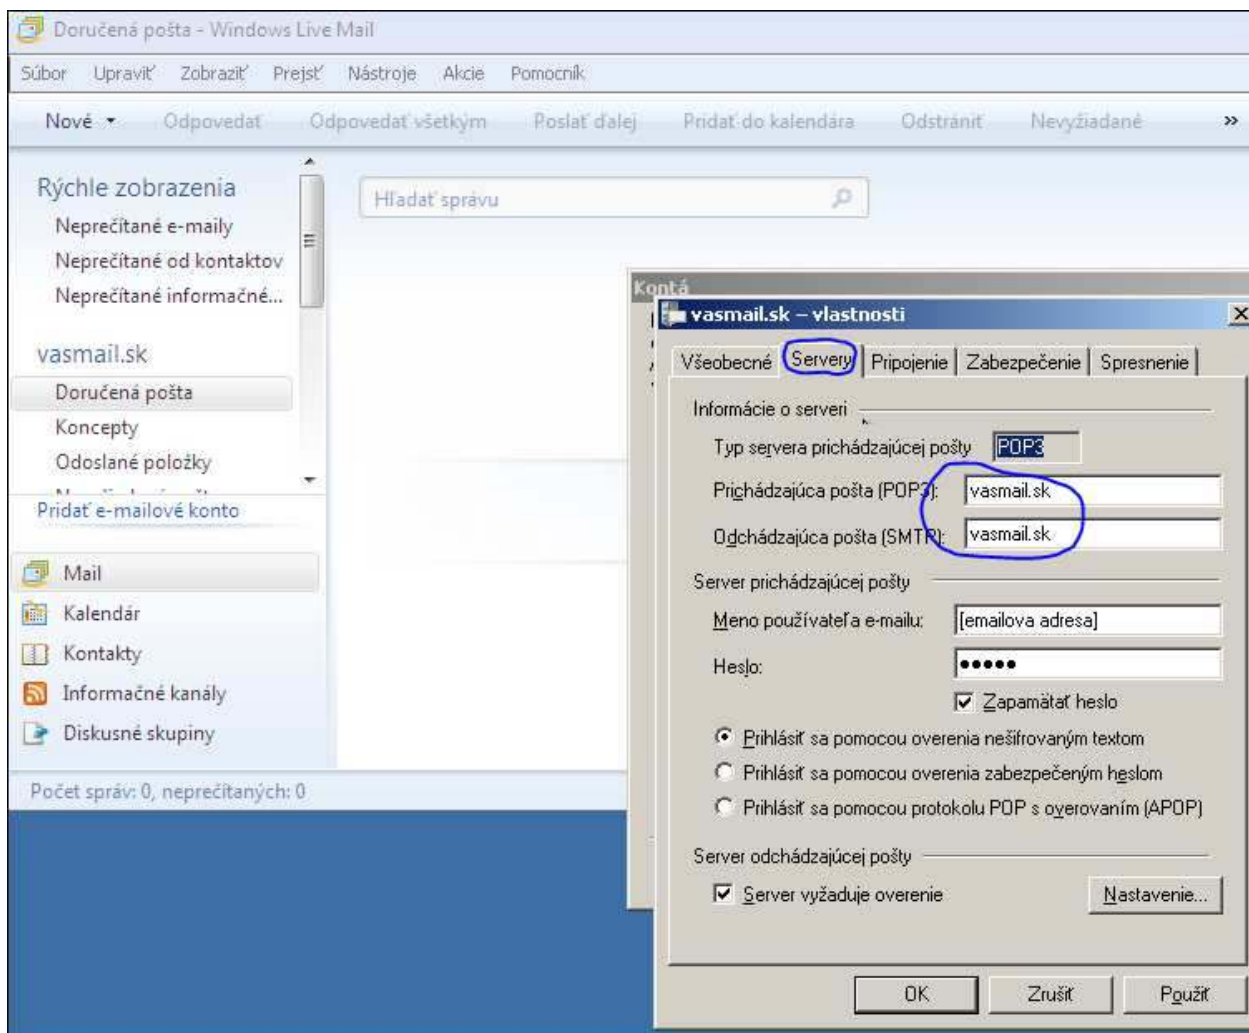 Doručená pošta - Windows Live Mail
Súbor Upraviť Zobraziť Prejsť Nástroje Akcie Pomocník
Nové Odpovedať Odpovedať všetkým Poslať ďalej Pridať do kalendára Odstrániť Nevyžiadané »
Rýchle zobrazenia
Neprečítané e-maily
Neprečítané od kontaktov
Neprečítané informačné...
vasmail.sk
Doručená pošta
Koncepty
Odoslané položky
Pridať e-mailové konto
Mail
Kalendár
Kontakty
Informačné kanály
Diskusné skupiny
Počet správ: 0, neprečítaných: 0
Hľadať správu
Kontá
vasmail.sk – vlastnosti
Všeobecné Servery Pripojenie Zabezpečenie Spresnenie
Informácie o serveri
Typ servera prichádzajúcej pošty POP3
Prichádzajúca pošta (POP3): vasmail.sk
Odchádzajúca pošta (SMTP): vasmail.sk
Server prichádzajúcej pošty
Meno používateľa e-mailu: [emailova adresa]
Heslo: •••••
Zapamätať heslo
Prihlásiť sa pomocou overenia nešifrovaným textom
Prihlásiť sa pomocou overenia zabezpečeným heslom
Prihlásiť sa pomocou protokolu POP s overovaním (APOP)
Server odchádzajúcej pošty
Server vyžaduje overenie Nastavenie...
OK Zrušiť Použiť